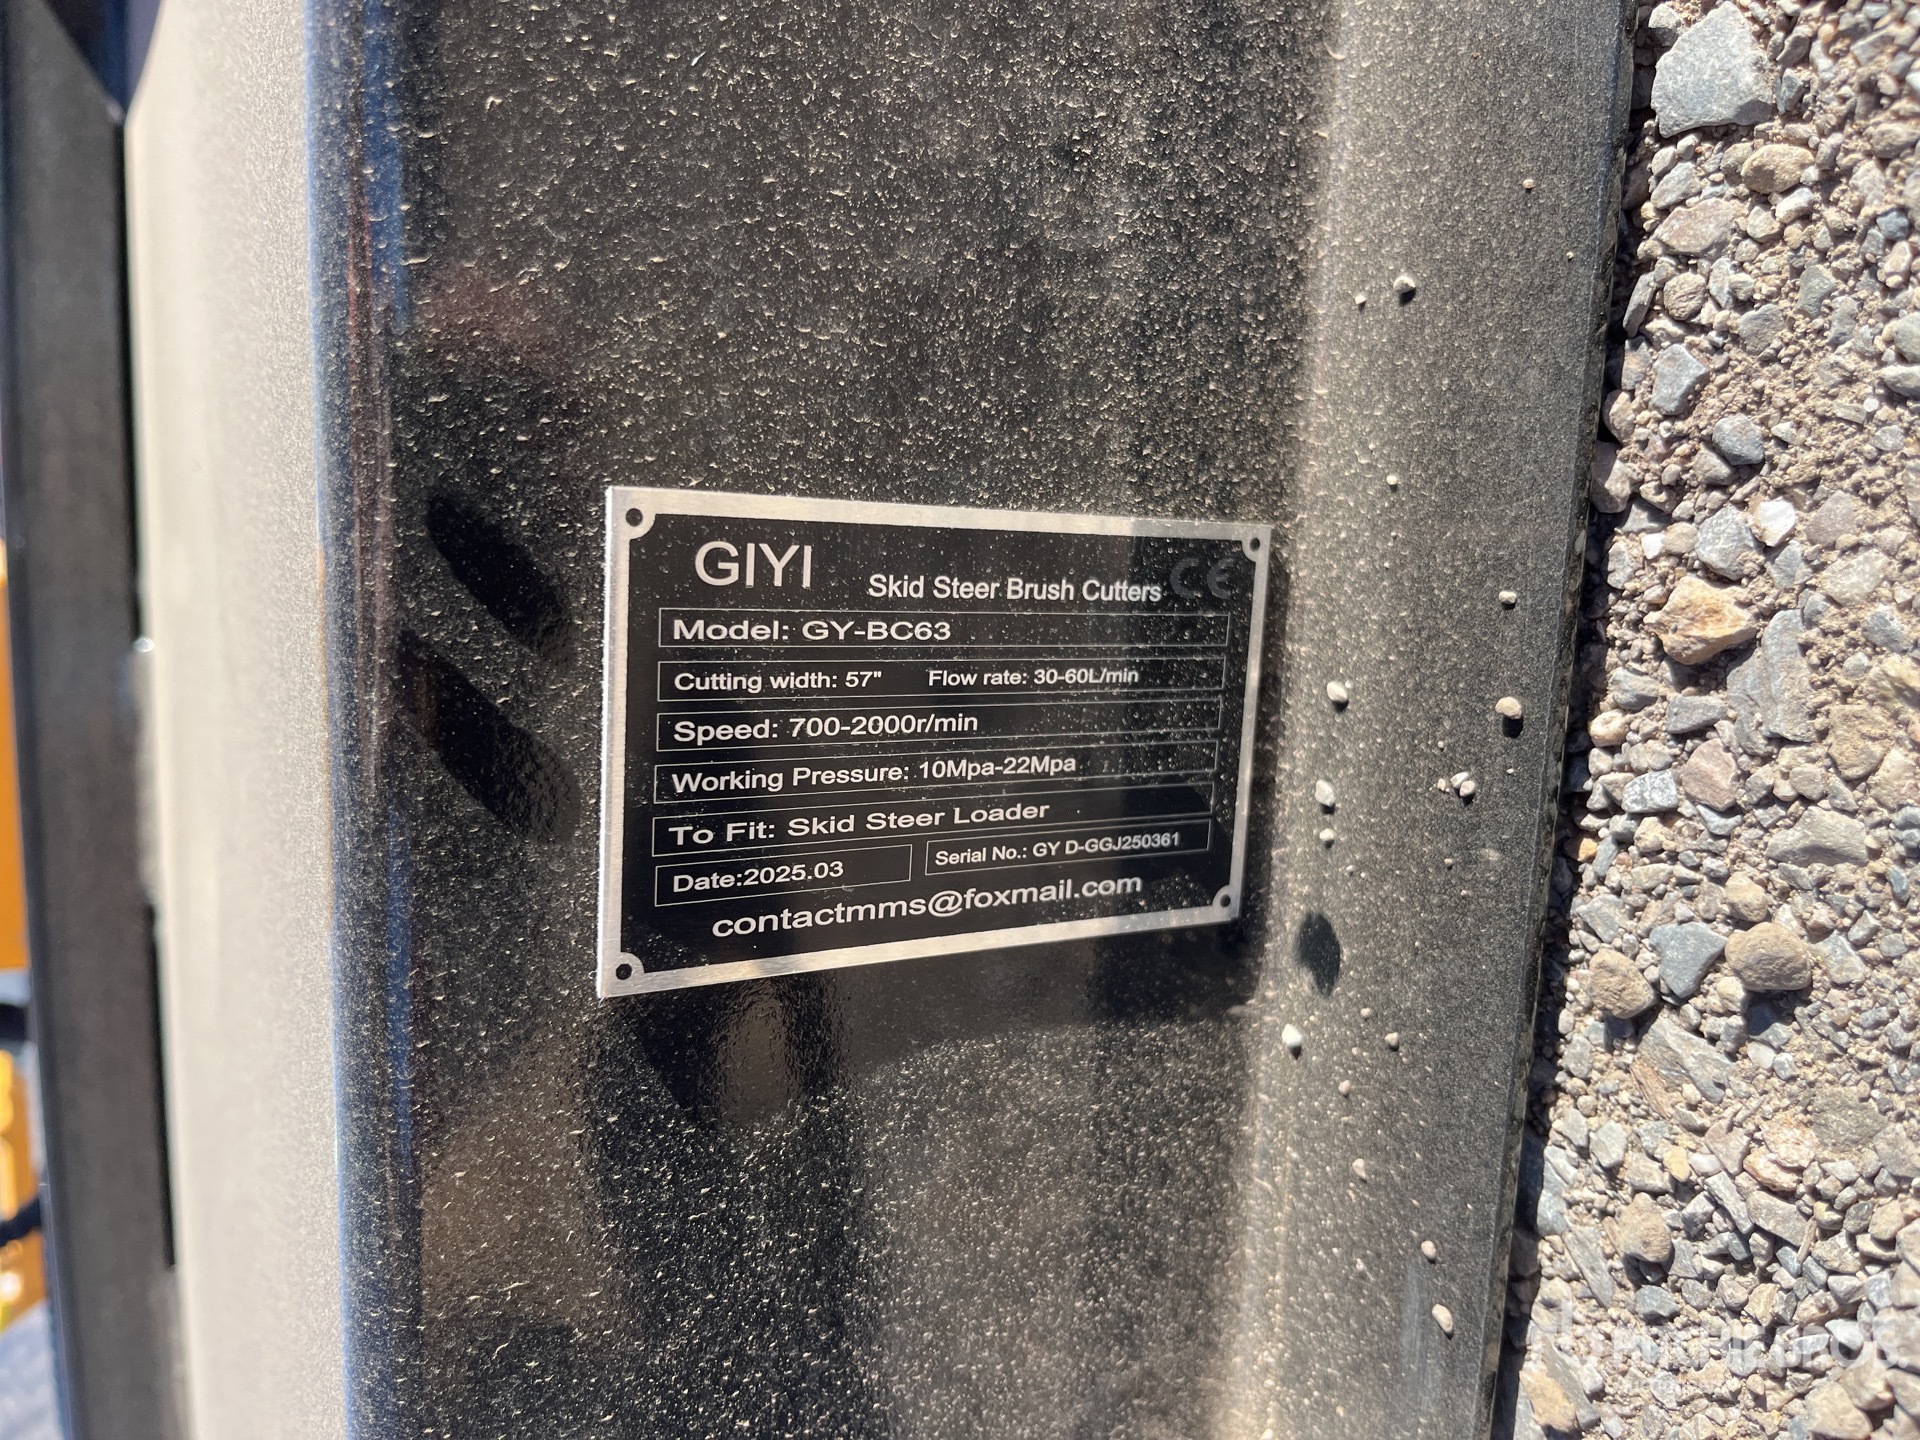 GIYI Skid Steer Brush Cutters CE
Model: GY-BC63
Cutting width: 57" Flow rate: 30-60L/min
Speed: 700-2000r/min
Working Pressure: 10Mpa-22Mpa
To Fit: Skid Steer Loader
Date:2025.03 Serial No.: GY D-GGJ250361
contactmms@foxmail.com